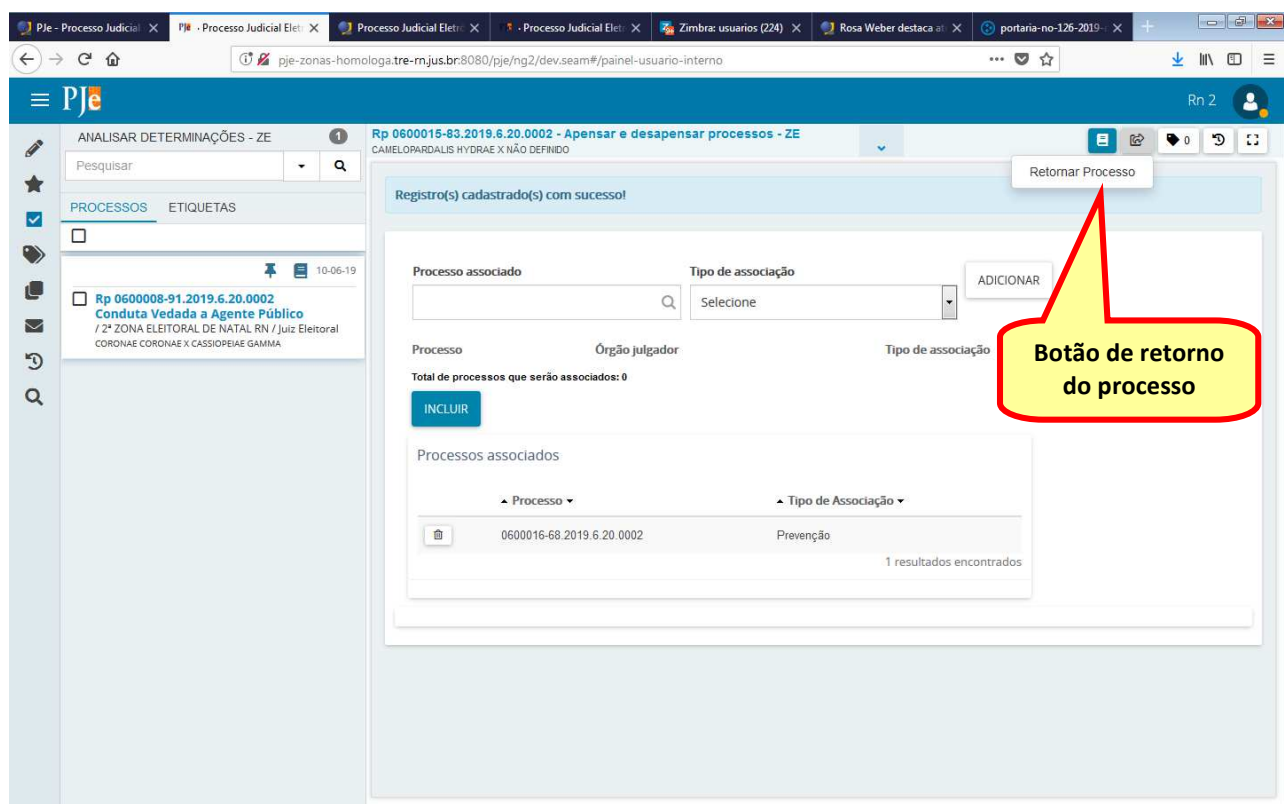 PJe - Processo Judicial
PJe · Processo Judicial Elet
Processo Judicial Eletrô
· Processo Judicial Elet
Zimbra: usuarios (224)
Rosa Weber destaca at
portaria-no-126-2019-
pje-zonas-homologa.tre-rn.jus.br:8080/pje/ng2/dev.seam#/painel-usuario-interno
PJe
Rn 2
ANALISAR DETERMINAÇÕES - ZE
1
Pesquisar
PROCESSOS
ETIQUETAS
10-06-19
Rp 0600008-91.2019.6.20.0002
Conduta Vedada a Agente Público
/ 2ª ZONA ELEITORAL DE NATAL RN / Juiz Eleitoral
CORONAE CORONAE X CASSIOPEIAE GAMMA
Rp 0600015-83.2019.6.20.0002 - Apensar e desapensar processos - ZE
CAMELOPARDALIS HYDRAE X NÃO DEFINIDO
0
Retornar Processo
Registro(s) cadastrado(s) com sucesso!
Processo associado
Tipo de associação
Selecione
ADICIONAR
Processo
Órgão julgador
Tipo de associação
Total de processos que serão associados: 0
INCLUIR
Botão de retorno
do processo
Processos associados
Processo
Tipo de Associação
0600016-68.2019.6.20.0002
Prevenção
1 resultados encontrados